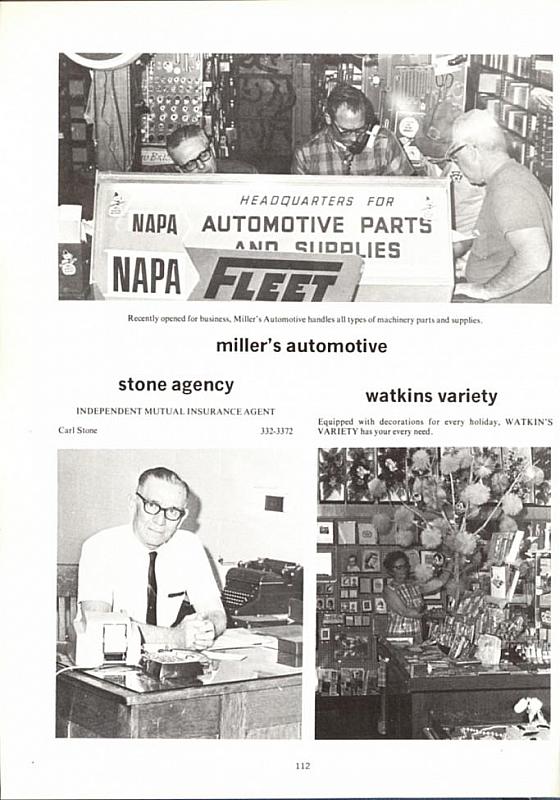 HEADQUARTERS FOR
NAPA AUTOMOTIVE PARTS
AND SUPPLIES
NAPA FLEET
Recently opened for business, Miller's Automotive handles all types of machinery parts and supplies.
miller's automotive
stone agency
INDEPENDENT MUTUAL INSURANCE AGENT
Carl Stone 332-3372
watkins variety
Equipped with decorations for every holiday, WATKIN'S
VARIETY has your every need.
112